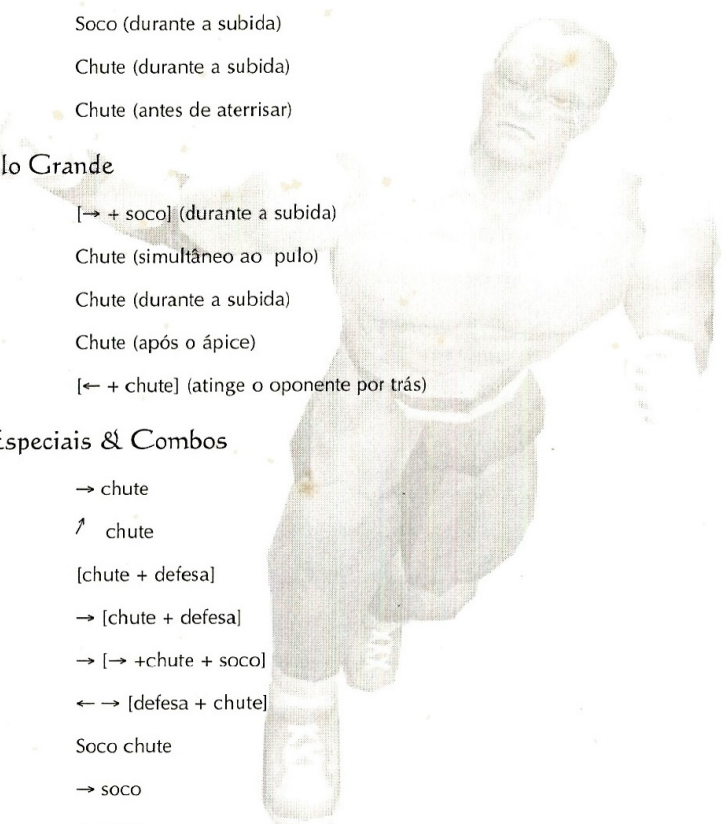 Soco (durante a subida)
Chute (durante a subida)
Chute (antes de aterrisar)
lo Grande
[→ + soco] (durante a subida)
Chute (simultâneo ao pulo)
Chute (durante a subida)
Chute (após o ápice)
[← + chute] (atinge o oponente por trás)
Especiais & Combos
→ chute
↗ chute
[chute + defesa]
→ [chute + defesa]
→ [→ +chute + soco]
← → [defesa + chute]
Soco chute
→ soco